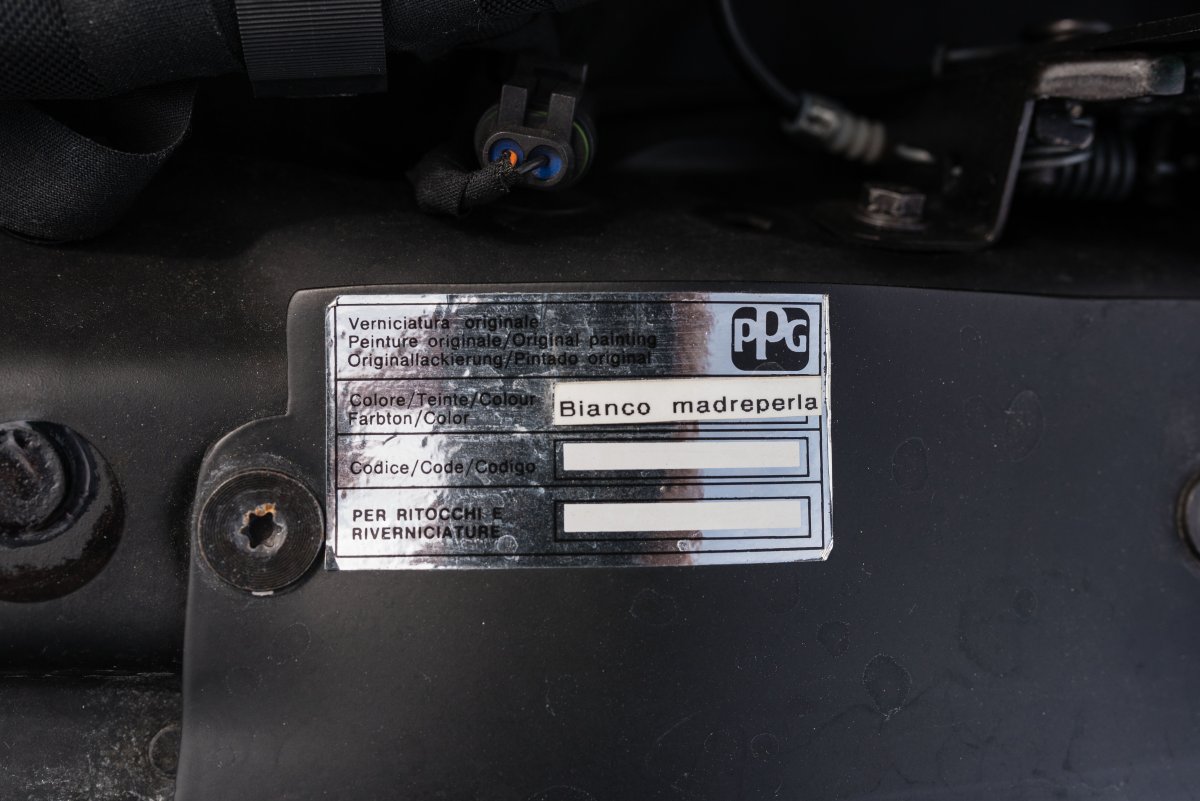 Verniciatura originale
Peinture originale/Original painting
Originallackierung/Pintado original
PPG
Colore/Teinte/Colour
Farbton/Color
Bianco madreperla
Codice/Code/Codigo
PER RITOCCHI E
RIVERNICIATURE